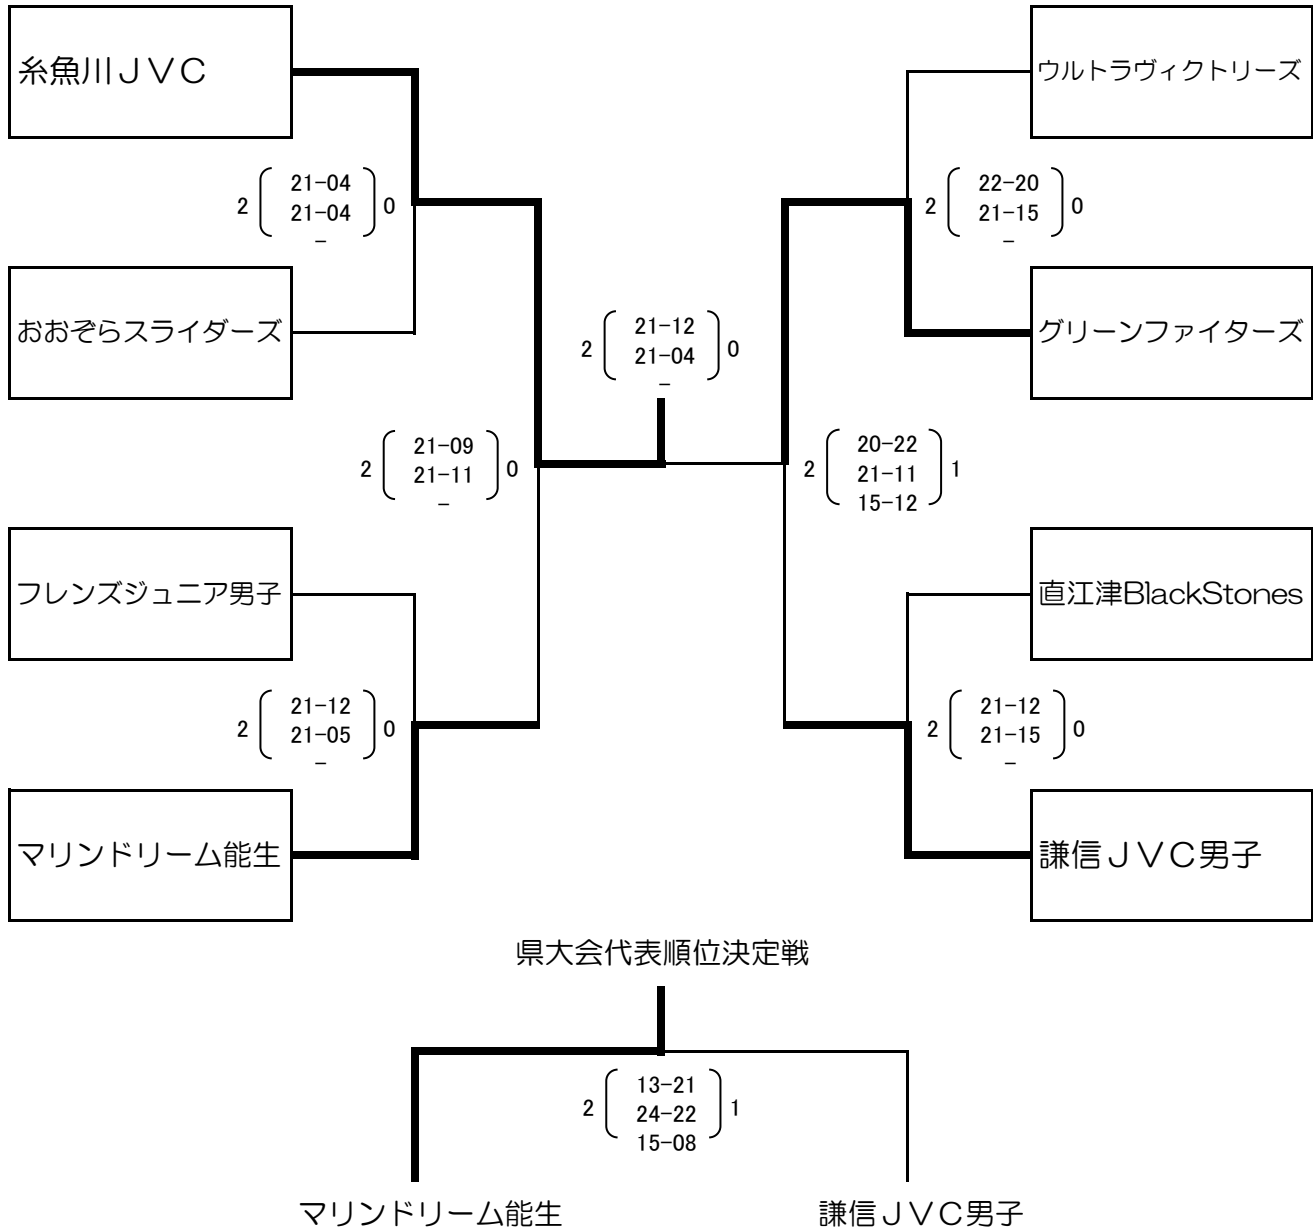 糸魚川ＪＶＣ
ウルトラヴィクトリーズ
2 21-04 0
21-04
-
2 22-20 0
21-15
-
おおぞらスライダーズ
2 21-12 0
21-04
-
グリーンファイターズ
2 21-09 0
21-11
-
2 20-22 1
21-11
15-12
フレンズジュニア男子
直江津BlackStones
2 21-12 0
21-05
-
2 21-12 0
21-15
-
マリンドリーム能生
謙信ＪＶＣ男子
県大会代表順位決定戦
2 13-21 1
24-22
15-08
マリンドリーム能生
謙信ＪＶＣ男子